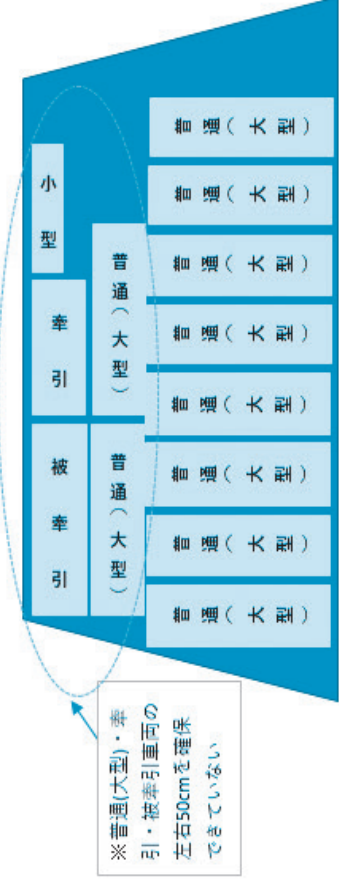 小型
牽引
被牽引
普通(大型)
普通(大型)
普通(大型)
普通(大型)
普通(大型)
普通(大型)
普通(大型)
普通(大型)
普通(大型)
普通(大型)
※普通(大型)・牽
引・被牽引車両の
左右50cmを確保
できていない